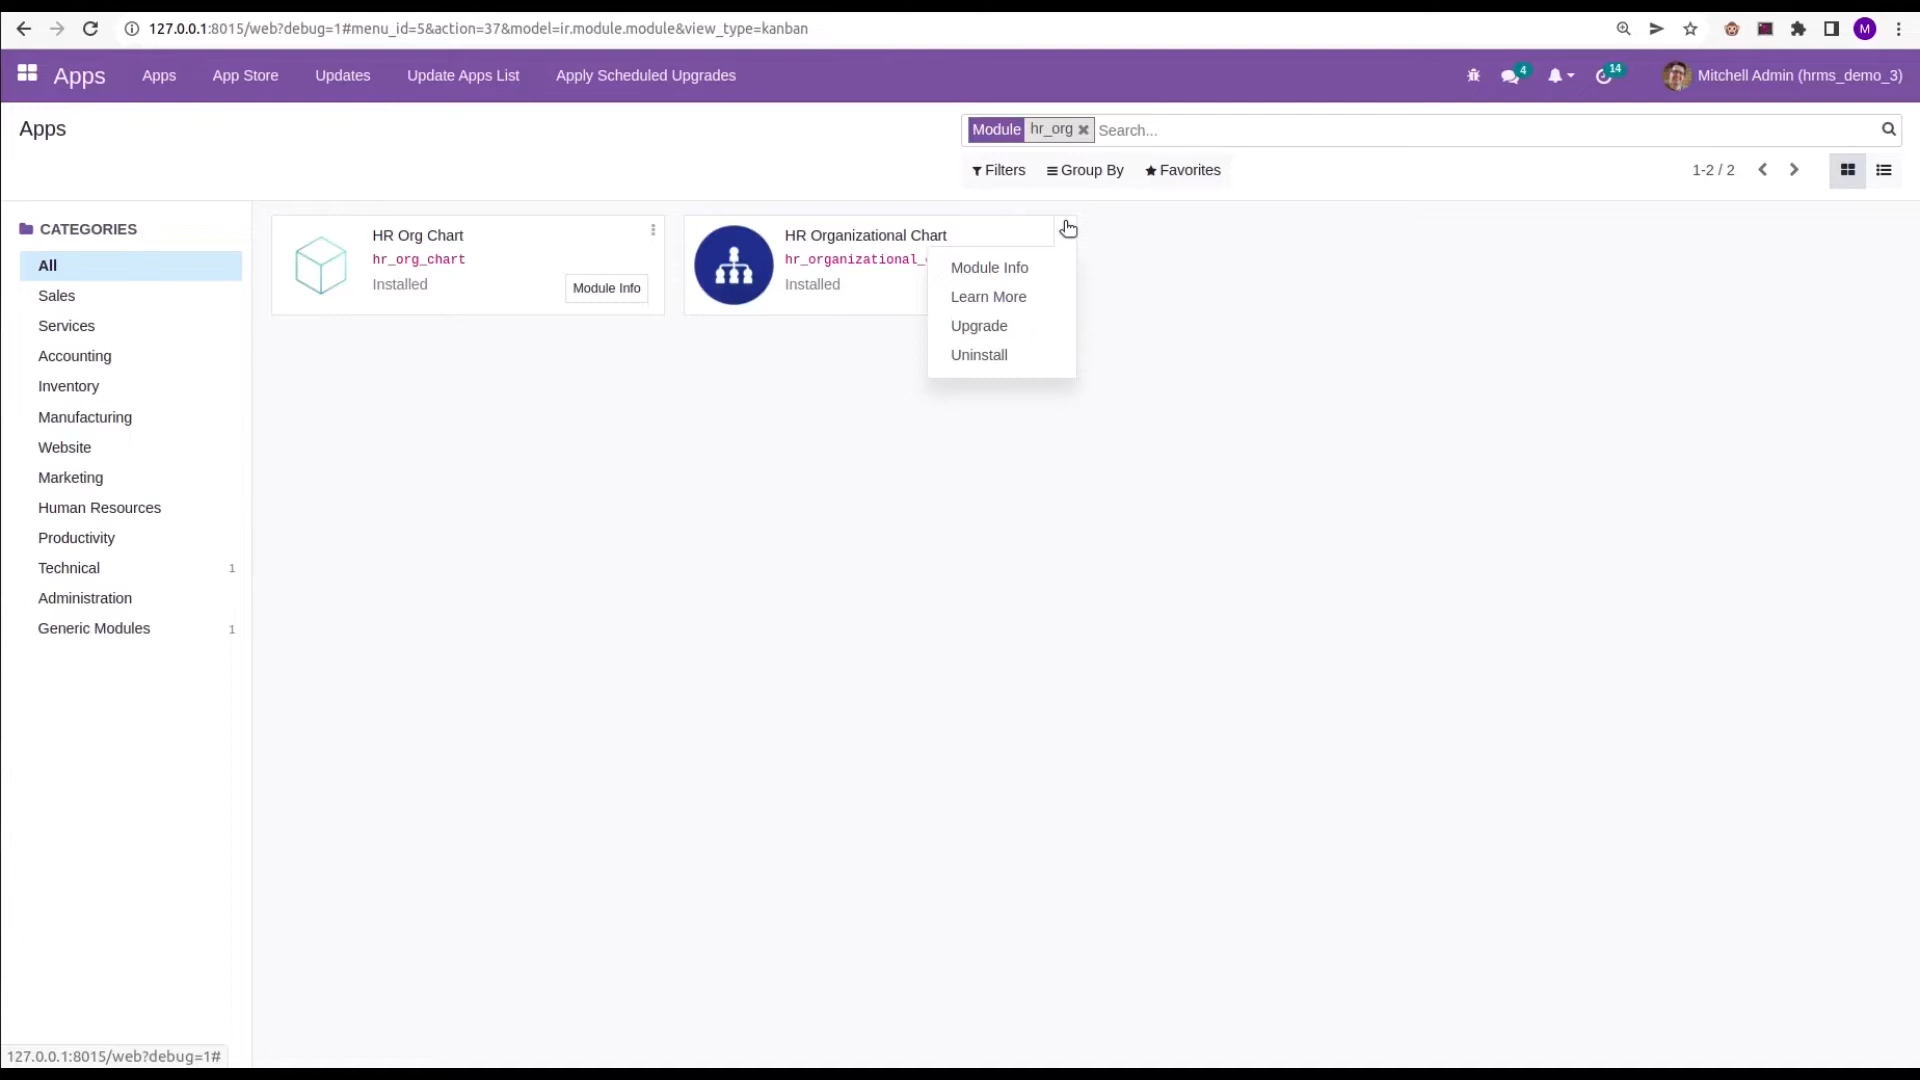 127.0.0.1:8015/web?debug=1#menu_id=5&action=37&model=ir.module.module&view_type=kanban
M
Apps
Apps
App Store
Updates
Update Apps List
Apply Scheduled Upgrades
4
14
Mitchell Admin (hrms_demo_3)
Apps
Module hr_org Search...
Filters
Group By
Favorites
1-2 / 2
CATEGORIES
All
Sales
Services
Accounting
Inventory
Manufacturing
Website
Marketing
Human Resources
Productivity
Technical 1
Administration
Generic Modules 1
HR Org Chart
hr_org_chart
Installed
Module Info
HR Organizational Chart
hr_organizational_
Installed
Module Info
Learn More
Upgrade
Uninstall
127.0.0.1:8015/web?debug=1#